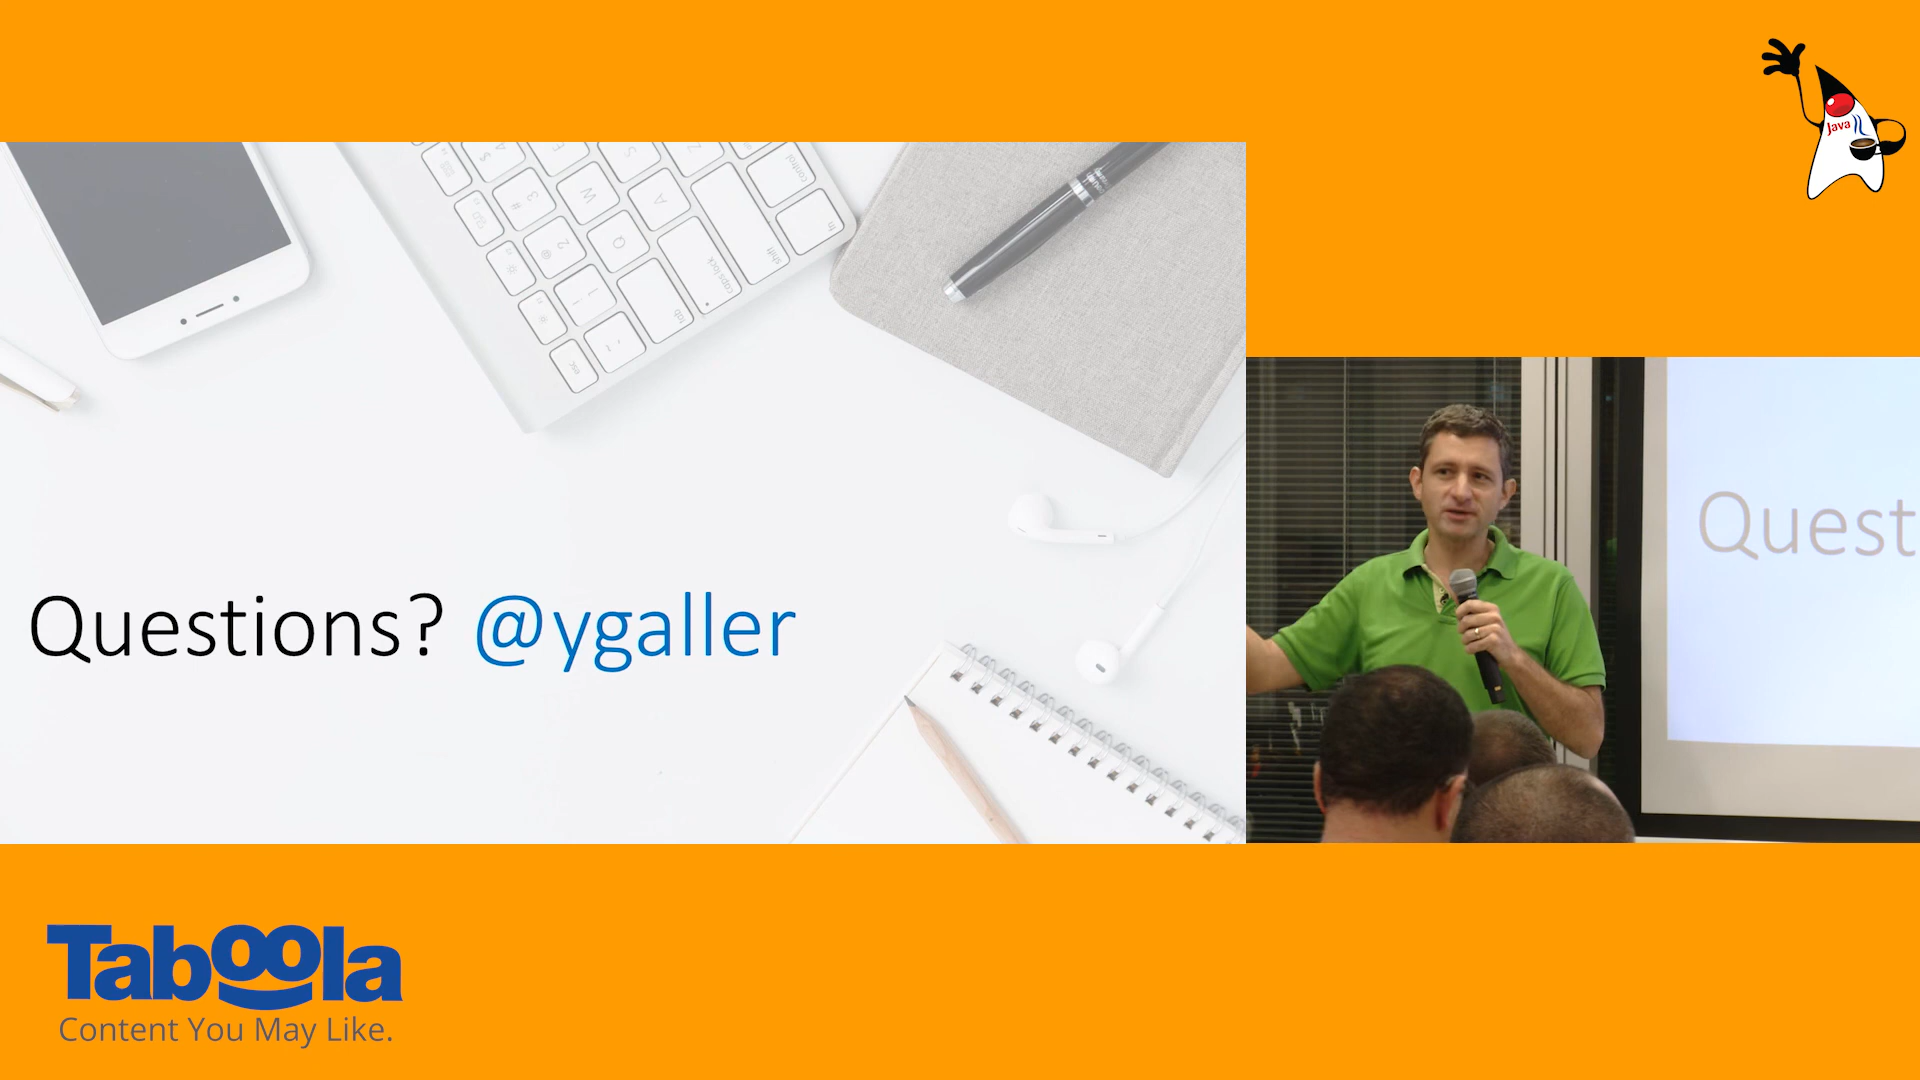 Java
Questions? @ygaller
Quest
Taboola
Content You May Like.